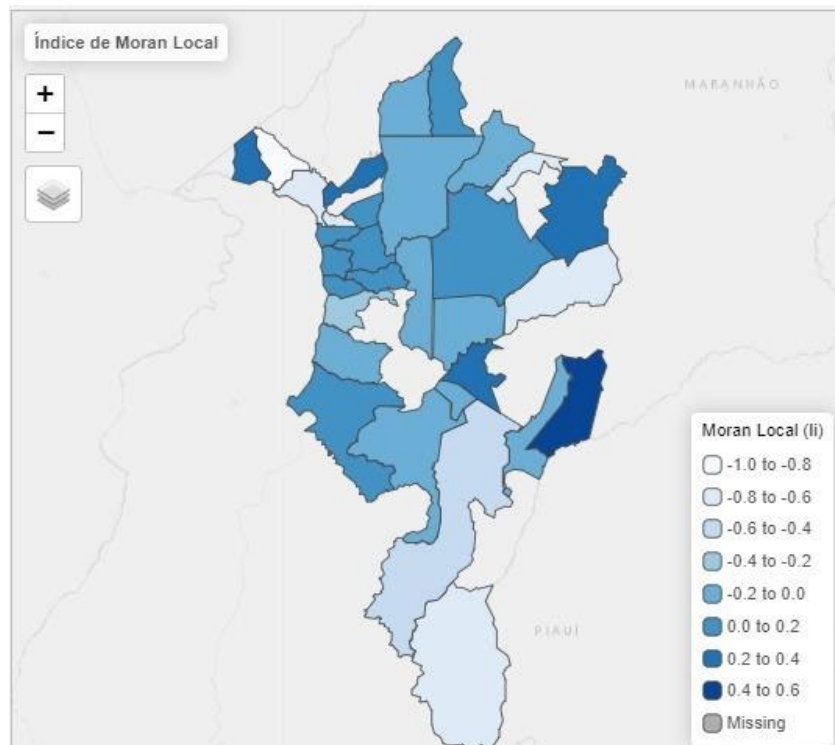 Índice de Moran Local
+
−
MARANHÃO
PIAUÍ
Moran Local (Ii)
-1.0 to -0.8
-0.8 to -0.6
-0.6 to -0.4
-0.4 to -0.2
-0.2 to 0.0
0.0 to 0.2
0.2 to 0.4
0.4 to 0.6
Missing